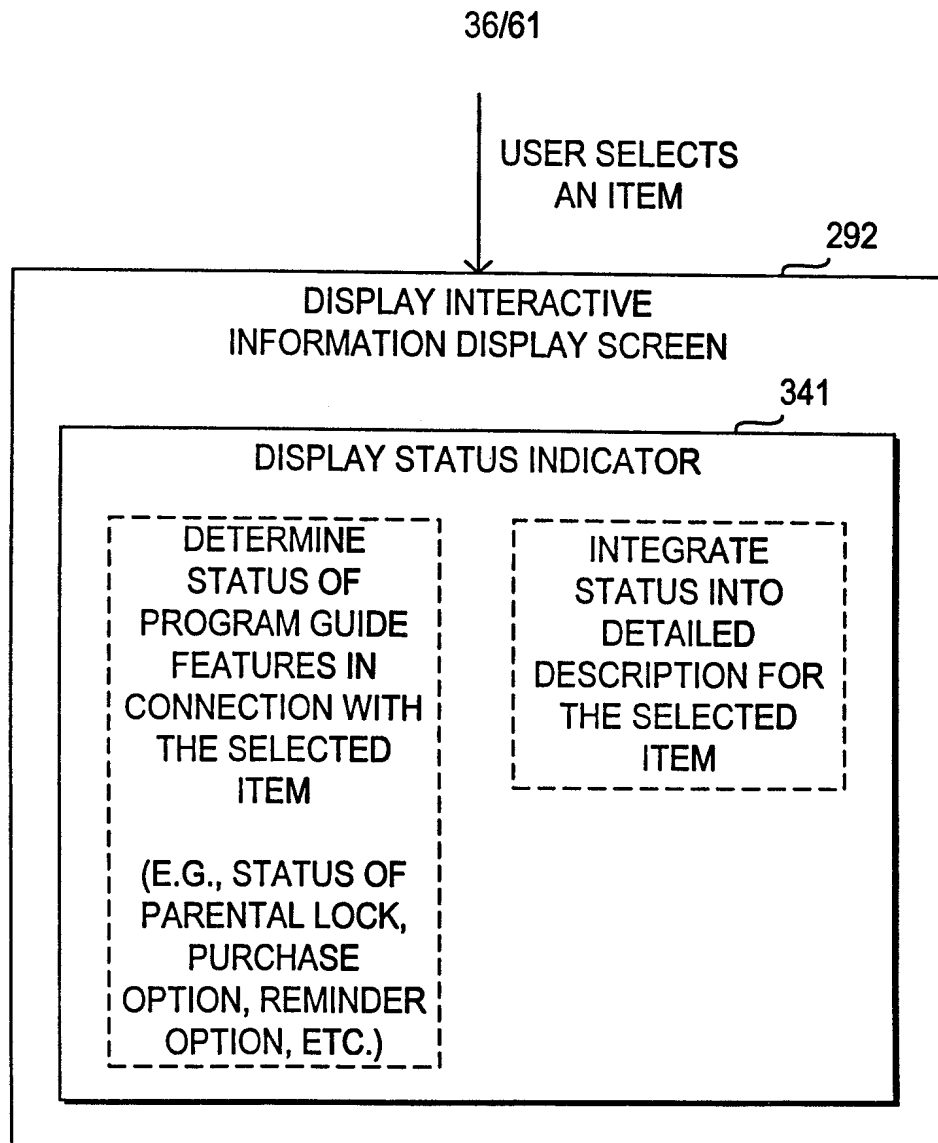 36/61
USER SELECTS
AN ITEM
292
DISPLAY INTERACTIVE
INFORMATION DISPLAY SCREEN
341
DISPLAY STATUS INDICATOR
DETERMINE
STATUS OF
PROGRAM GUIDE
FEATURES IN
CONNECTION WITH
THE SELECTED
ITEM
(E.G., STATUS OF
PARENTAL LOCK,
PURCHASE
OPTION, REMINDER
OPTION, ETC.)
INTEGRATE
STATUS INTO
DETAILED
DESCRIPTION FOR
THE SELECTED
ITEM